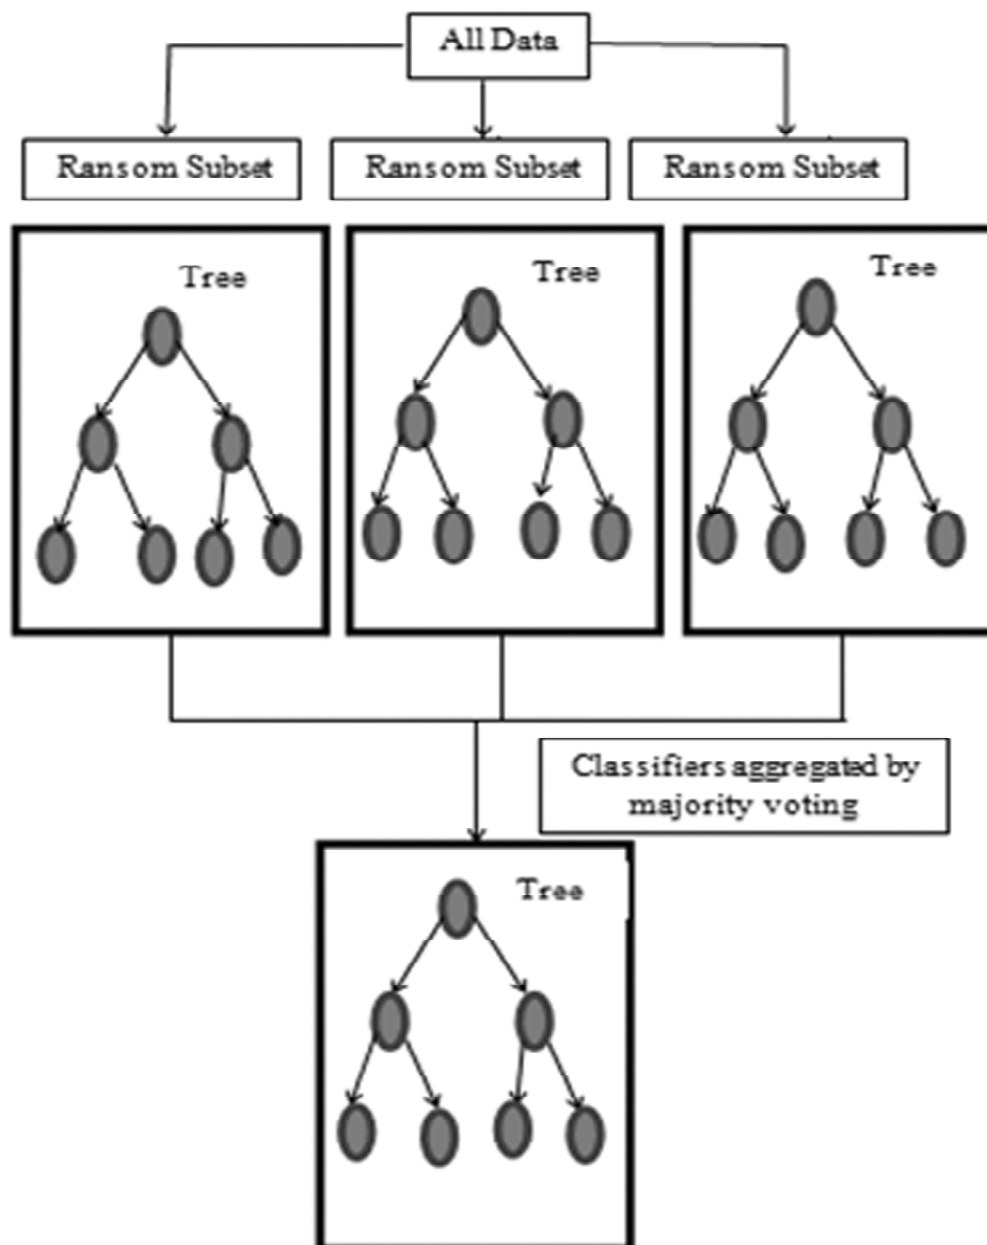 All Data
Ransom Subset
Ransom Subset
Ransom Subset
Tree
Tree
Tree
Classifiers aggregated by
majority voting
Tree